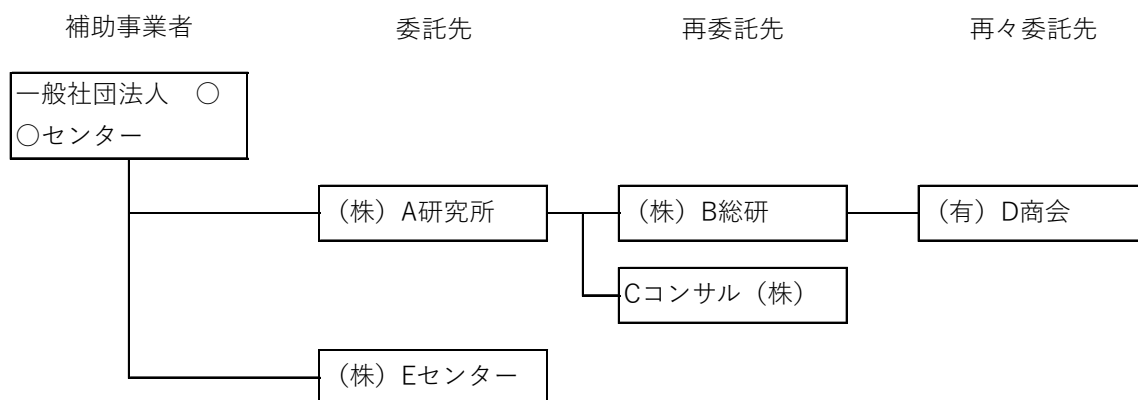 補助事業者 委託先 再委託先 再々委託先
一般社団法人　○
○センター
（株）A研究所 （株）B総研 （有）D商会
Cコンサル（株）
（株）Eセンター